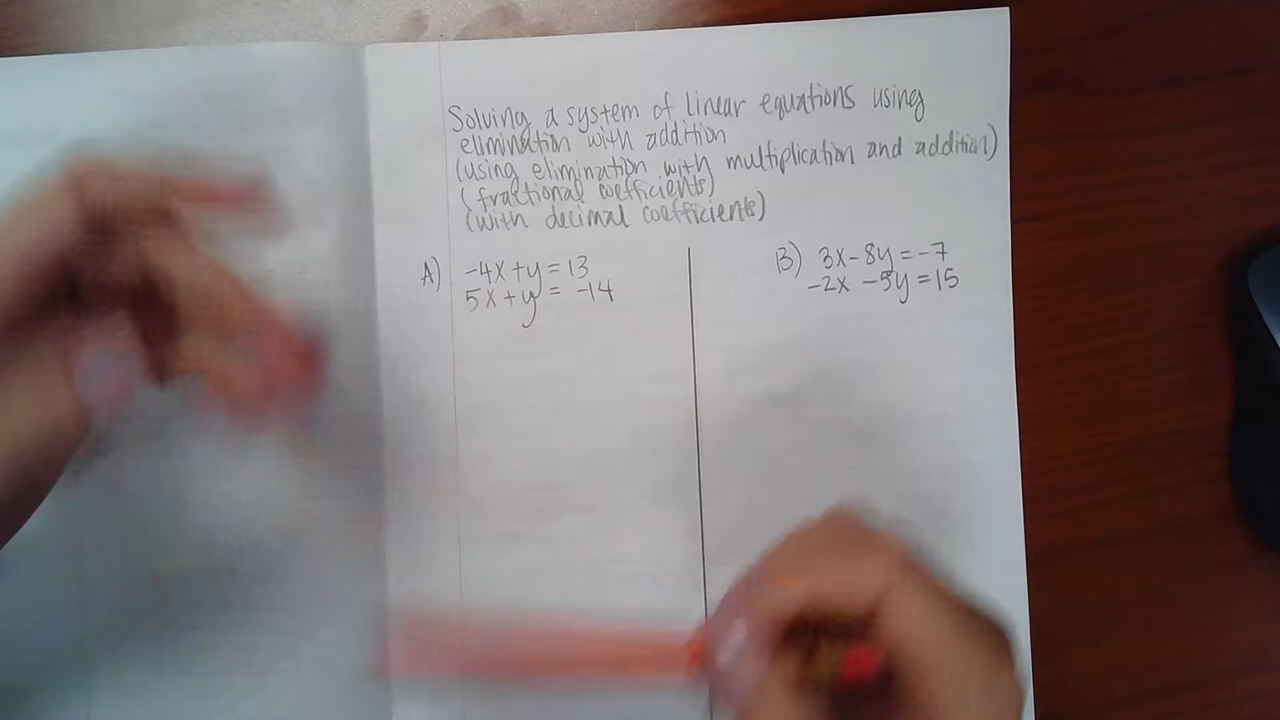 Solving a system of linear equations using
elimination with addition
(using elimination with multiplication and addition)
(fractional coefficients)
(with decimal coefficients)
A) -4x+y=13
5x+y= -14
B) 3x-8y=-7
-2x -5y=15